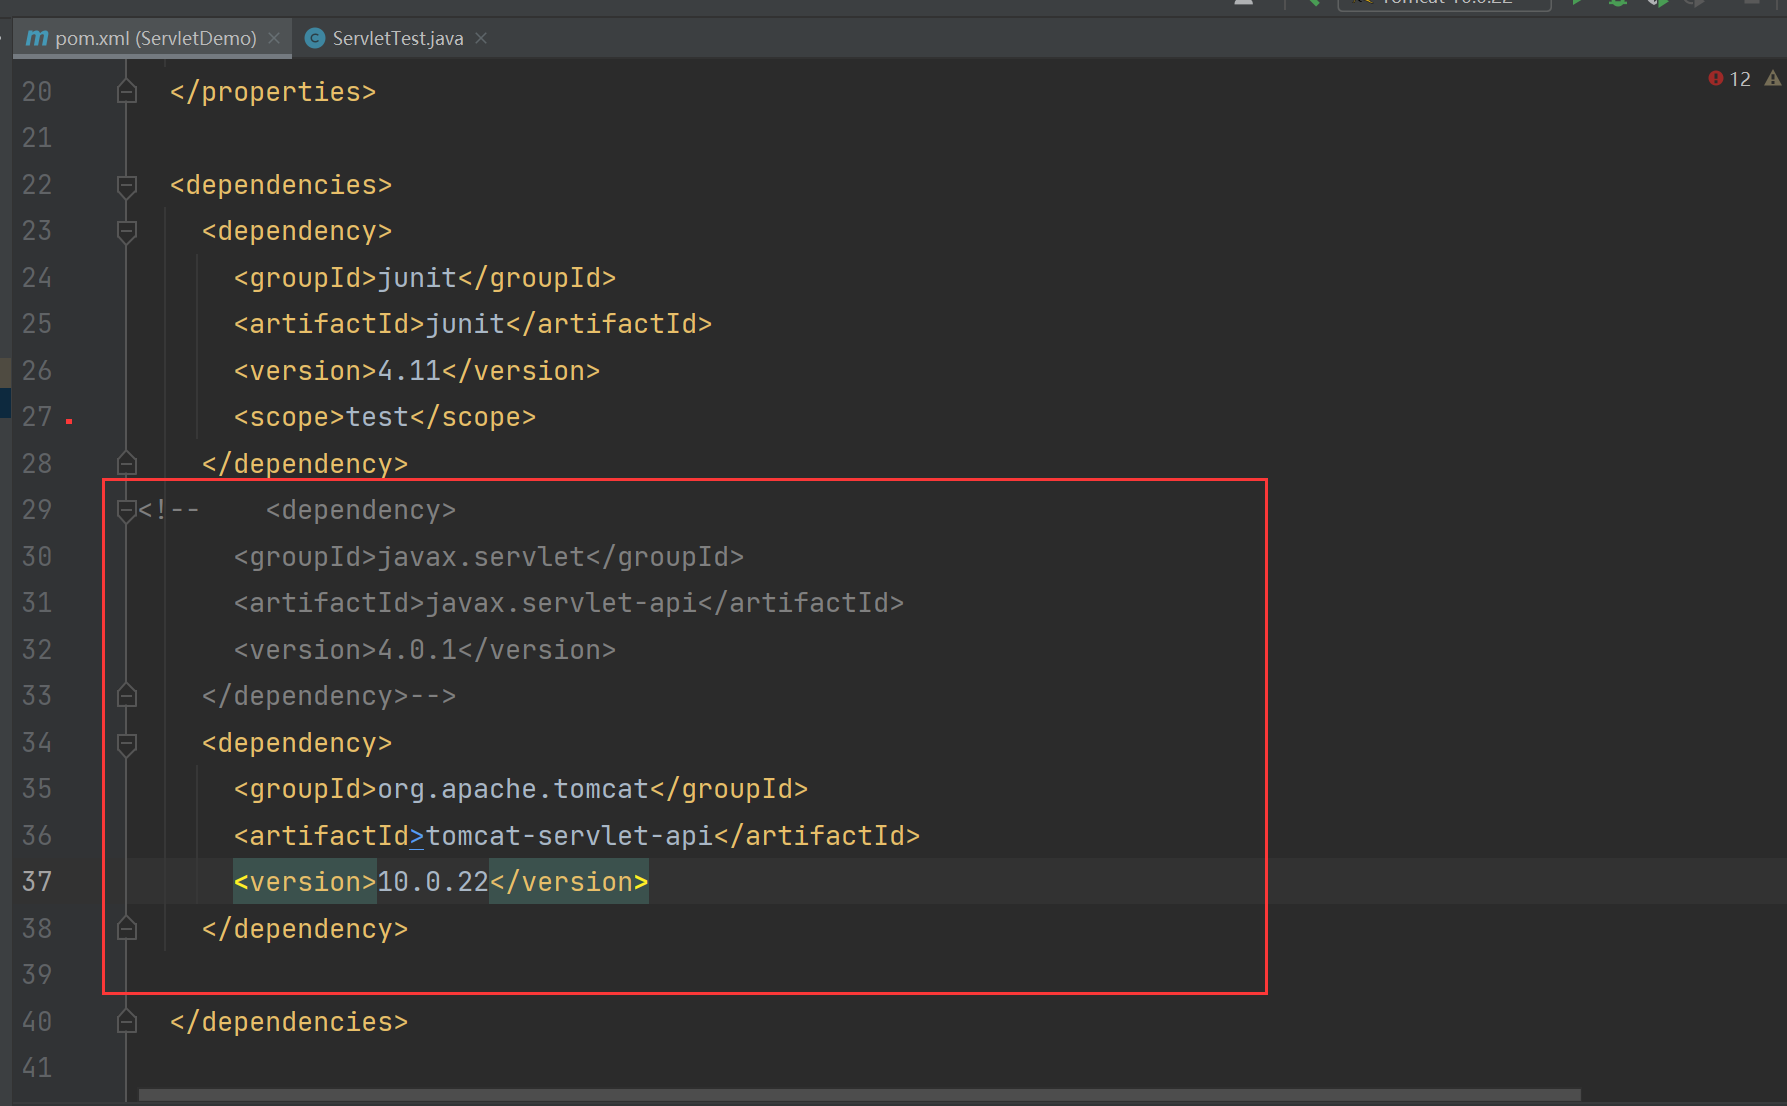 Tomcat 10.0.22
m pom.xml (ServletDemo) × C ServletTest.java ×
12
20 </properties>
21
22 <dependencies>
23 <dependency>
24 <groupId>junit</groupId>
25 <artifactId>junit</artifactId>
26 <version>4.11</version>
27 <scope>test</scope>
28 </dependency>
29 <!-- <dependency>
30 <groupId>javax.servlet</groupId>
31 <artifactId>javax.servlet-api</artifactId>
32 <version>4.0.1</version>
33 </dependency>-->
34 <dependency>
35 <groupId>org.apache.tomcat</groupId>
36 <artifactId>tomcat-servlet-api</artifactId>
37 <version>10.0.22</version>
38 </dependency>
39
40 </dependencies>
41